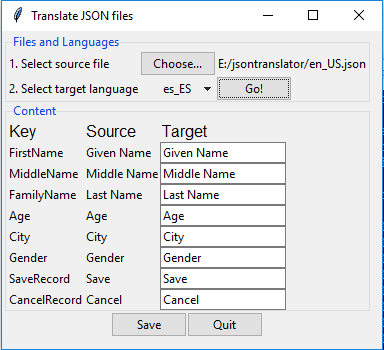 Translate JSON files
Files and Languages
1. Select source file Choose... E:/jsontranslator/en_US.json
2. Select target language es_ES Go!
Content
Key Source Target
FirstName Given Name Given Name
MiddleName Middle Name Middle Name
FamilyName Last Name Last Name
Age Age Age
City City City
Gender Gender Gender
SaveRecord Save Save
CancelRecord Cancel Cancel
Save Quit